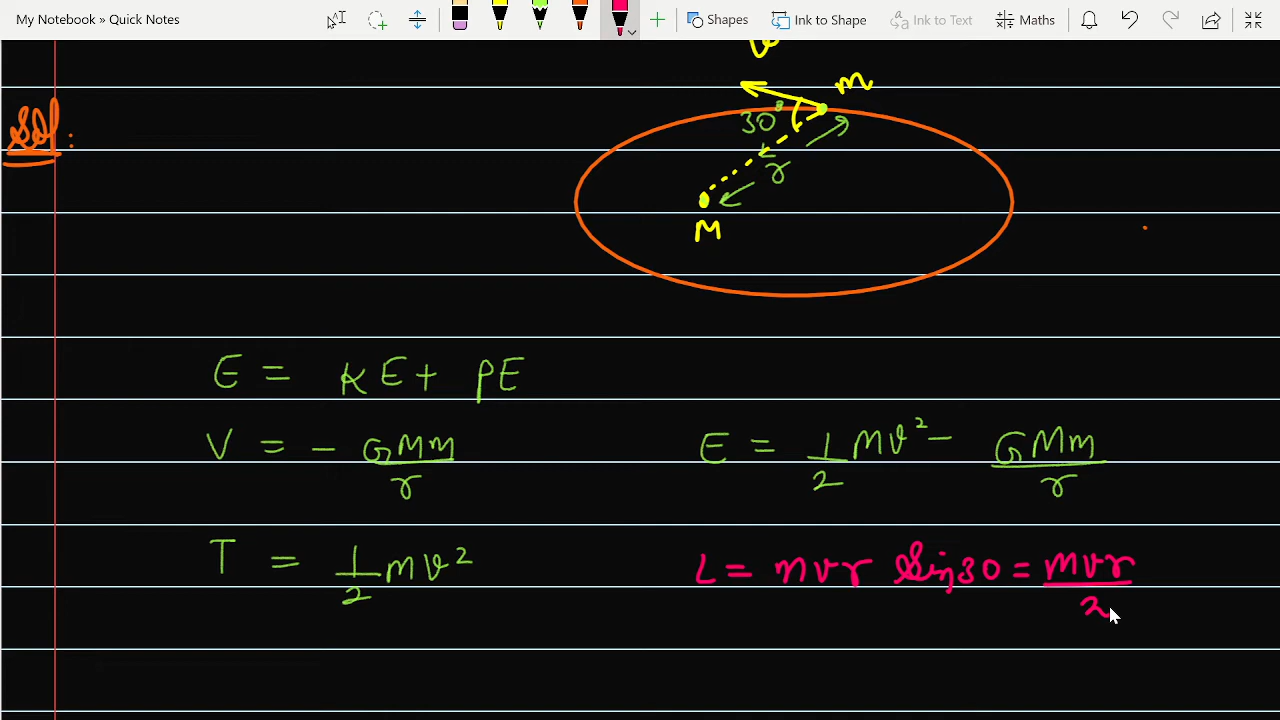 My Notebook » Quick Notes
Shapes Ink to Shape Ink to Text Maths
v
m
Sol:
30°
r
M
E = KE + PE
V = - GMm/r
E = 1/2 mv² - GMm/r
T = 1/2 mv²
L = mvr Sin30 = mvr/2